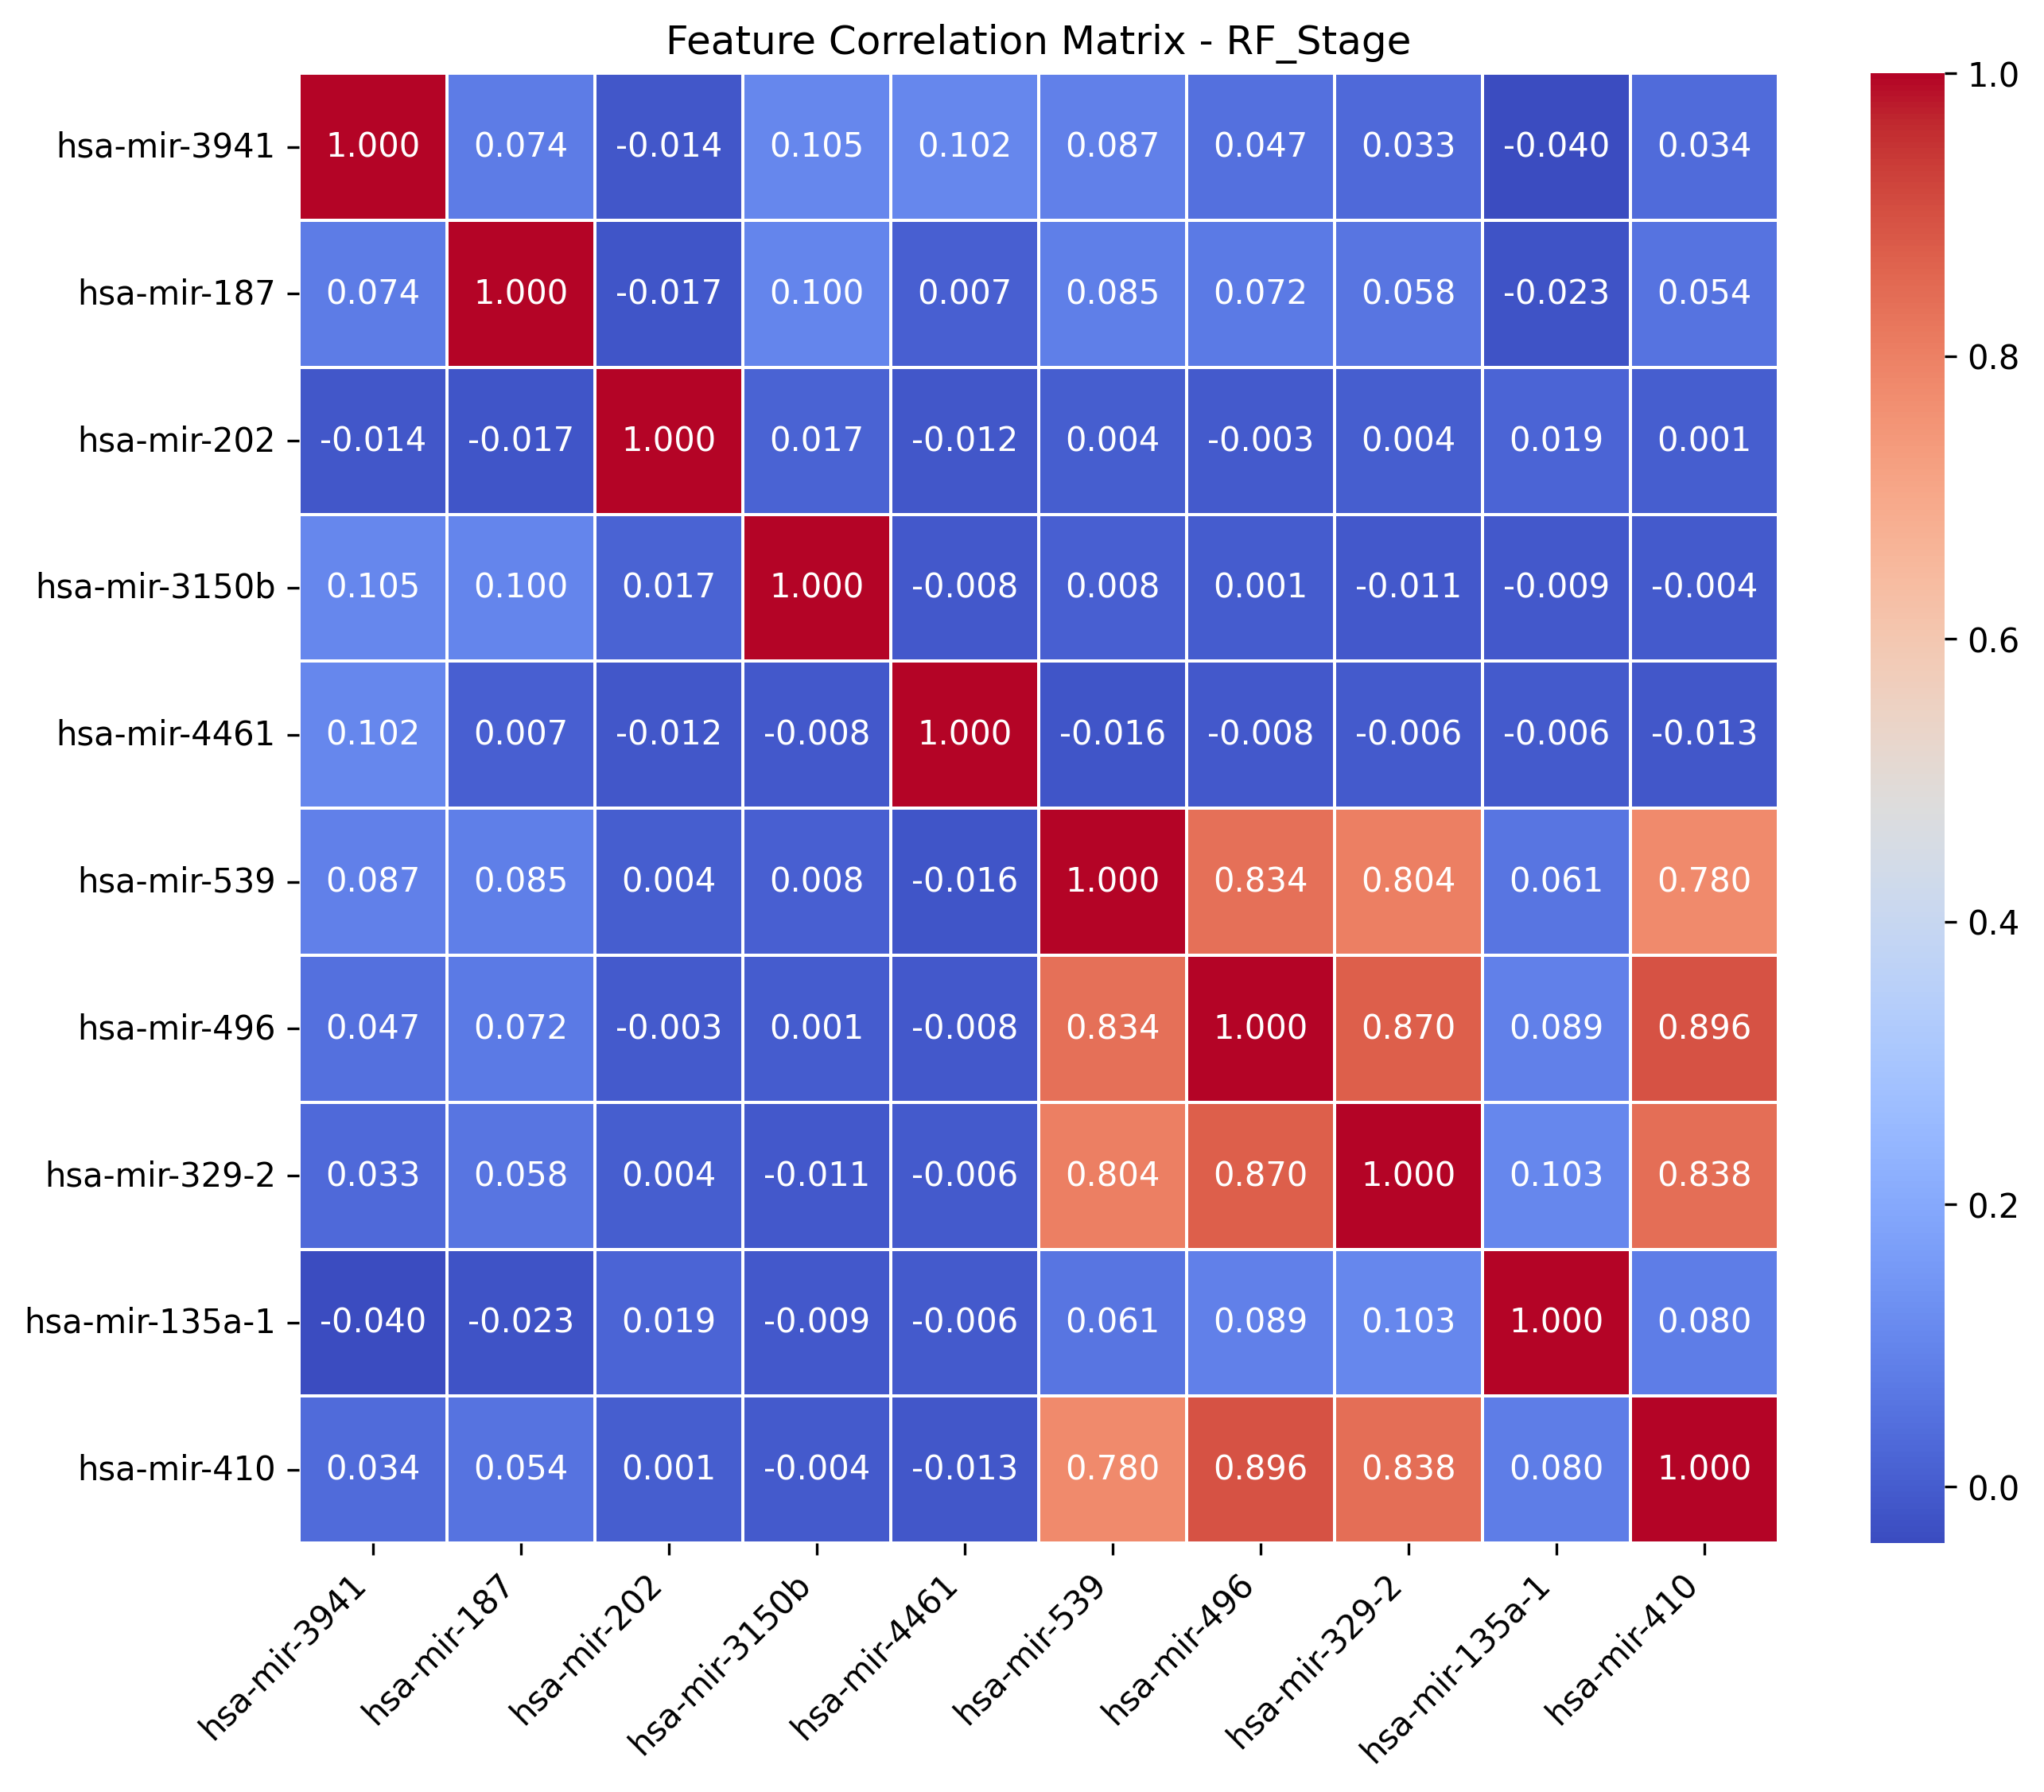 Feature Correlation Matrix - RF_Stage
hsa-mir-3941 1.000 0.074 -0.014 0.105 0.102 0.087 0.047 0.033 -0.040 0.034
hsa-mir-187 0.074 1.000 -0.017 0.100 0.007 0.085 0.072 0.058 -0.023 0.054
hsa-mir-202 -0.014 -0.017 1.000 0.017 -0.012 0.004 -0.003 0.004 0.019 0.001
hsa-mir-3150b 0.105 0.100 0.017 1.000 -0.008 0.008 0.001 -0.011 -0.009 -0.004
hsa-mir-4461 0.102 0.007 -0.012 -0.008 1.000 -0.016 -0.008 -0.006 -0.006 -0.013
hsa-mir-539 0.087 0.085 0.004 0.008 -0.016 1.000 0.834 0.804 0.061 0.780
hsa-mir-496 0.047 0.072 -0.003 0.001 -0.008 0.834 1.000 0.870 0.089 0.896
hsa-mir-329-2 0.033 0.058 0.004 -0.011 -0.006 0.804 0.870 1.000 0.103 0.838
hsa-mir-135a-1 -0.040 -0.023 0.019 -0.009 -0.006 0.061 0.089 0.103 1.000 0.080
hsa-mir-410 0.034 0.054 0.001 -0.004 -0.013 0.780 0.896 0.838 0.080 1.000
hsa-mir-3941
hsa-mir-187
hsa-mir-202
hsa-mir-3150b
hsa-mir-4461
hsa-mir-539
hsa-mir-496
hsa-mir-329-2
hsa-mir-135a-1
hsa-mir-410
1.0
0.8
0.6
0.4
0.2
0.0